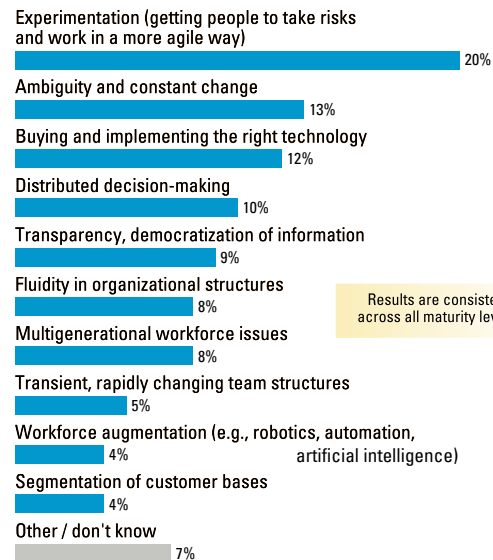 Experimentation (getting people to take risks
and work in a more agile way)
20%
Ambiguity and constant change
13%
Buying and implementing the right technology
12%
Distributed decision-making
10%
Transparency, democratization of information
9%
Fluidity in organizational structures
8%
Results are consiste
across all maturity lev
Multigenerational workforce issues
8%
Transient, rapidly changing team structures
5%
Workforce augmentation (e.g., robotics, automation,
4% artificial intelligence)
Segmentation of customer bases
4%
Other / don't know
7%